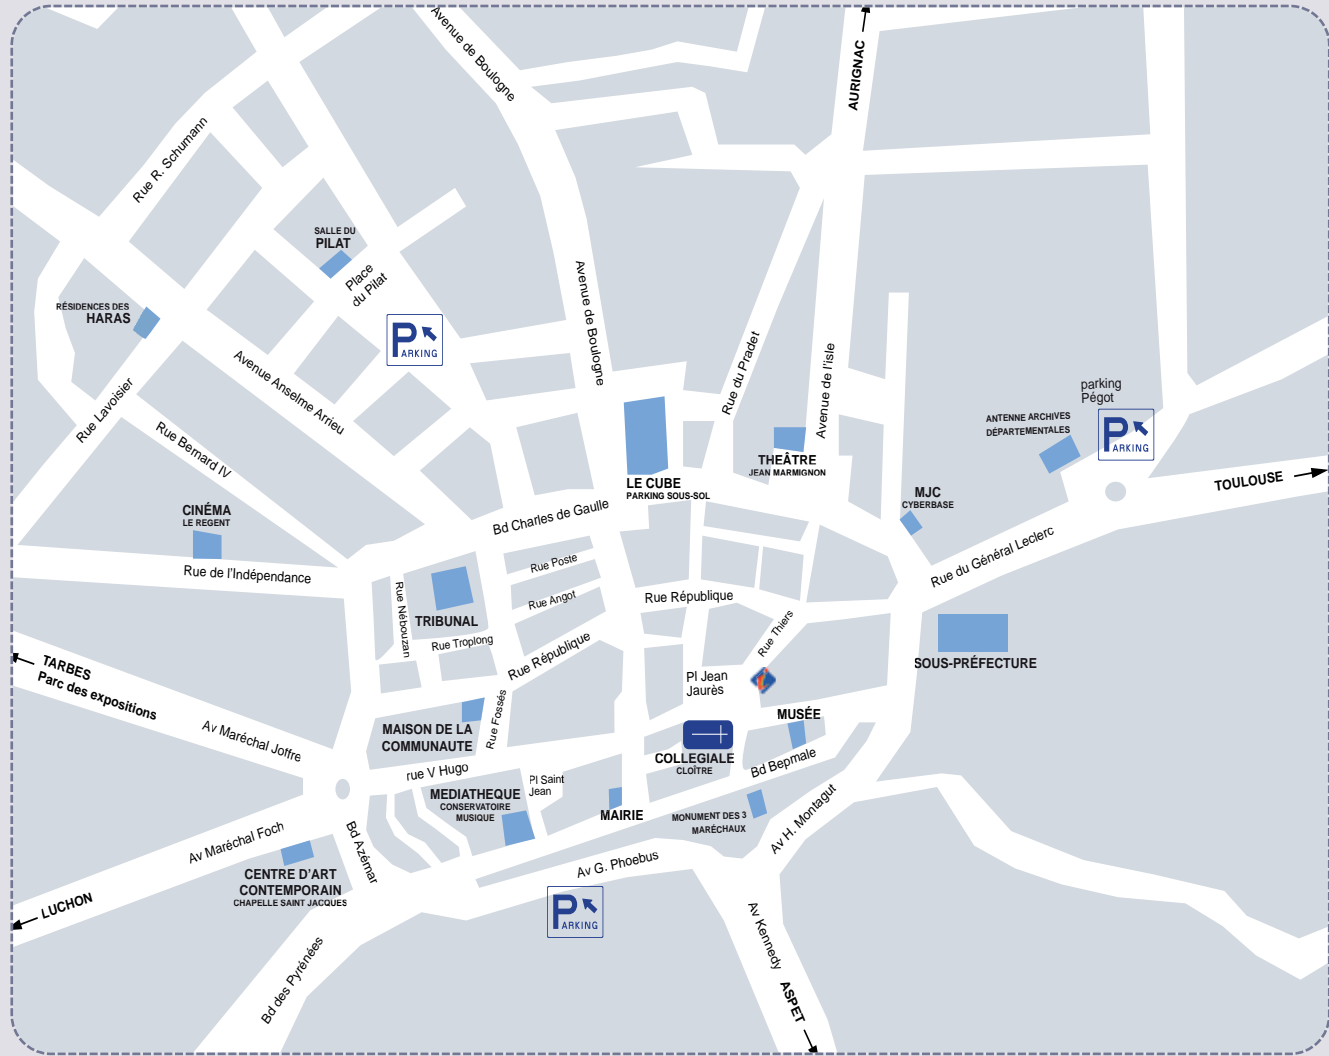 Avenue de Boulogne
AURIGNAC
Rue R. Schumann
SALLE DU
PILAT
Place
du Pilat
RÉSIDENCES DES
HARAS
P
ARKING
Avenue de Boulogne
Avenue Anselme Arrieu
Rue Lavoisier
Rue Bernard IV
Rue du Pradet
Avenue de l'isle
parking
Pégot
P
ARKING
ANTENNE ARCHIVES
DÉPARTEMENTALES
THEÂTRE
JEAN MARMIGNON
LE CUBE
PARKING SOUS-SOL
TOULOUSE
MJC
CYBERBASE
CINÉMA
LE REGENT
Bd Charles de Gaulle
Rue du Général Leclerc
Rue de l'Indépendance
Rue Poste
Rue Angot
Rue Nébouzan
TRIBUNAL
Rue Troplong
Rue République
Rue République
Rue Thiers
SOUS-PRÉFECTURE
TARBES
Parc des expositions
Pl Jean
Jaurès
Rue Fossés
MAISON DE LA
COMMUNAUTE
MUSÉE
Av Maréchal Joffre
COLLEGIALE
CLOÎTRE
Bd Bepmale
rue V Hugo
Pl Saint
Jean
MEDIATHEQUE
CONSERVATOIRE
MUSIQUE
MAIRIE
MONUMENT DES 3
MARÉCHAUX
Av H. Montagut
Av Maréchal Foch
Bd Azémar
Av G. Phoebus
CENTRE D'ART
CONTEMPORAIN
CHAPELLE SAINT JACQUES
LUCHON
P
ARKING
Av Kennedy
Bd des Pyrénées
ASPET